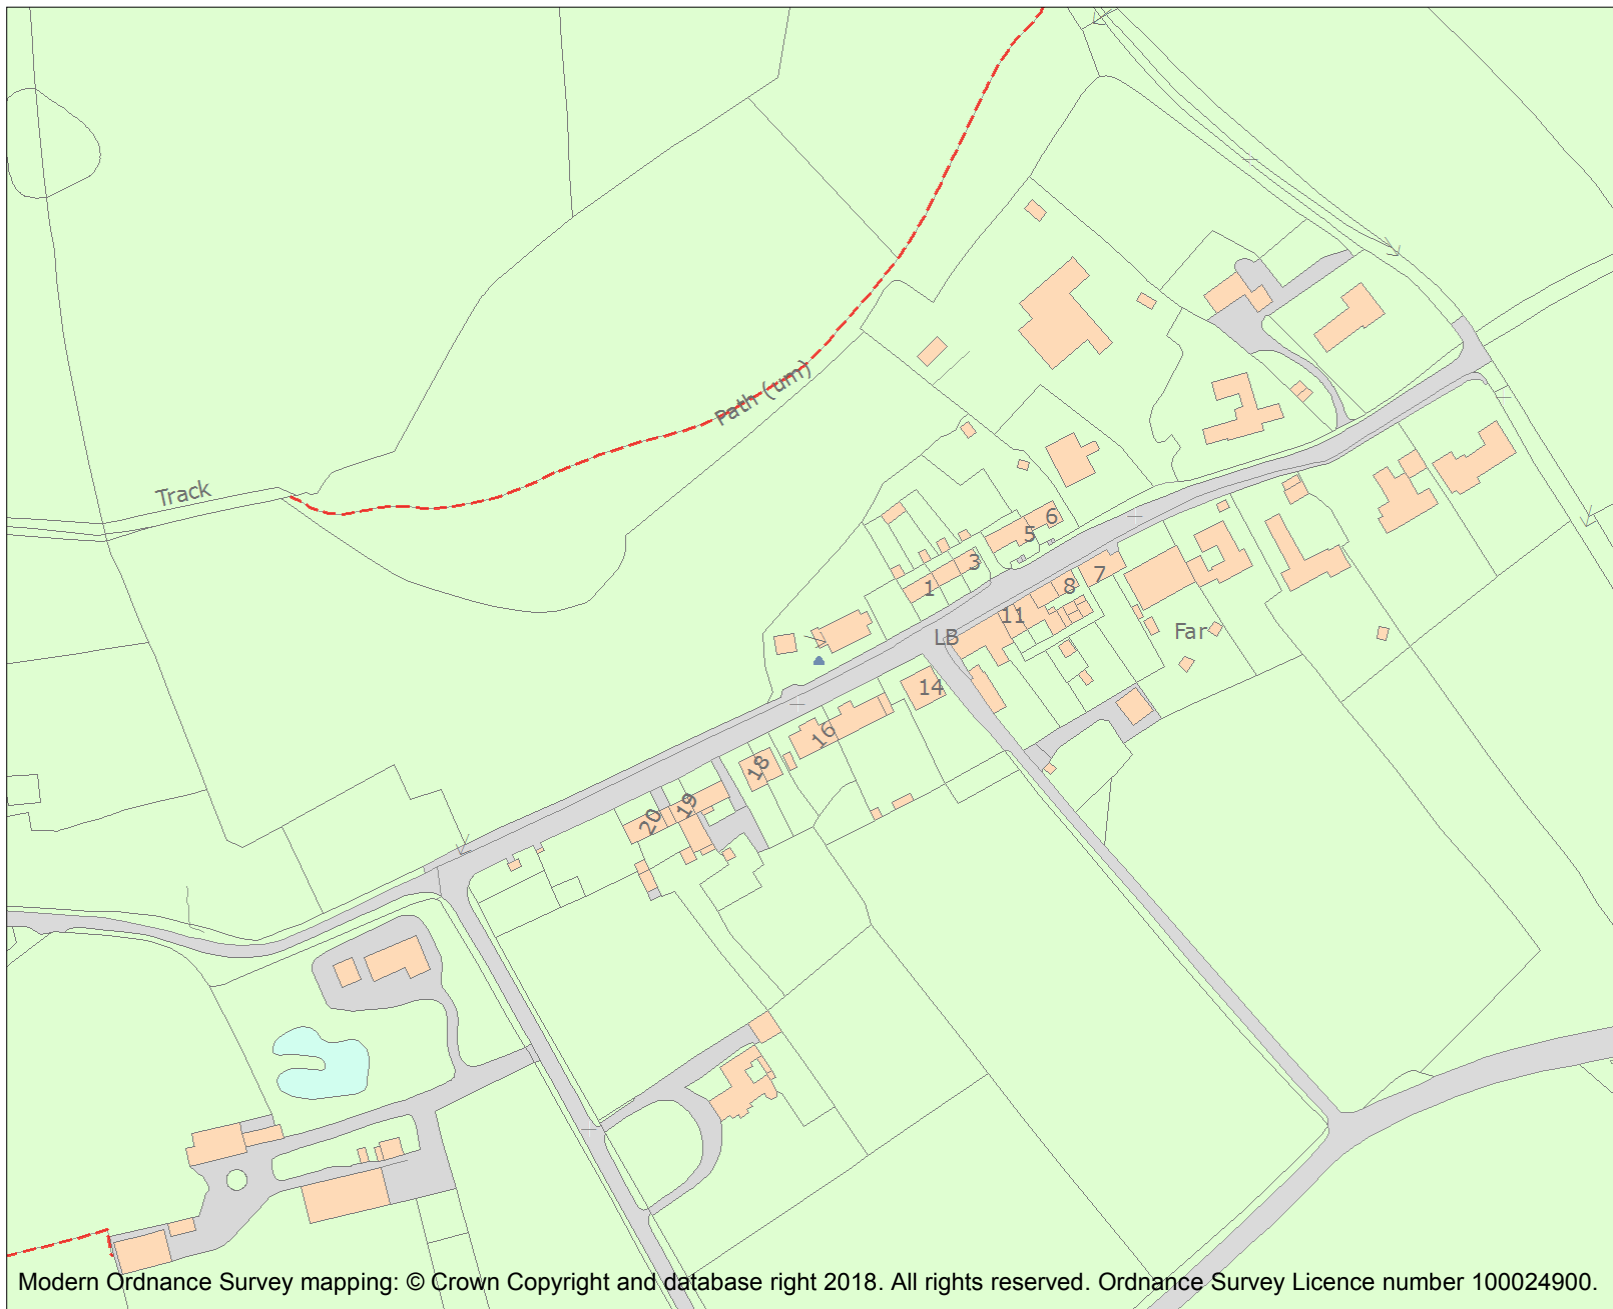 Path (um)
Track
6
5
3
1
7
8
11
LB
Far
14
16
18
19
20
Modern Ordnance Survey mapping: © Crown Copyright and database right 2018. All rights reserved. Ordnance Survey Licence number 100024900.